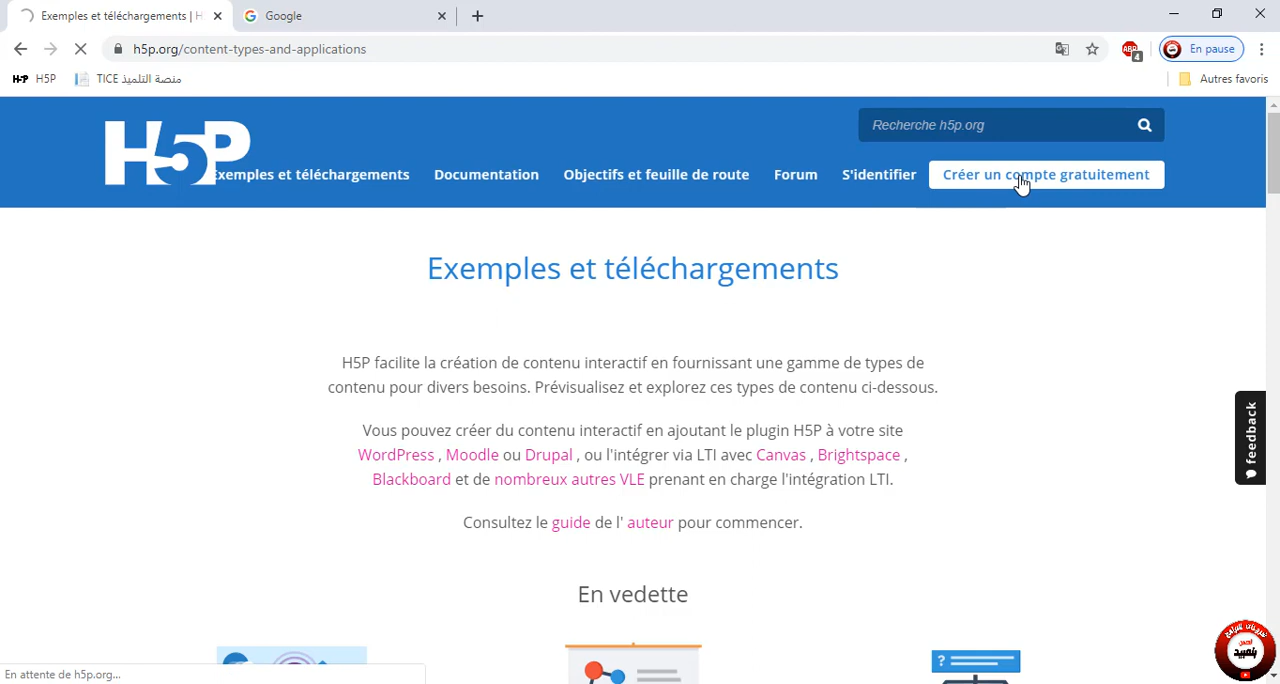 Exemples et téléchargements | H
Google
h5p.org/content-types-and-applications
ABP
4
En pause
H5P
H5P
منصة التلميذ TICE
Autres favoris
H5P
Recherche h5p.org
Exemples et téléchargements
Documentation
Objectifs et feuille de route
Forum
S'identifier
Créer un compte gratuitement
Exemples et téléchargements
H5P facilite la création de contenu interactif en fournissant une gamme de types de
contenu pour divers besoins. Prévisualisez et explorez ces types de contenu ci-dessous.
Vous pouvez créer du contenu interactif en ajoutant le plugin H5P à votre site
WordPress , Moodle ou Drupal , ou l'intégrer via LTI avec Canvas , Brightspace ,
Blackboard et de nombreux autres VLE prenant en charge l'intégration LTI.
Consultez le guide de l' auteur pour commencer.
feedback
En vedette
?
En attente de h5p.org...